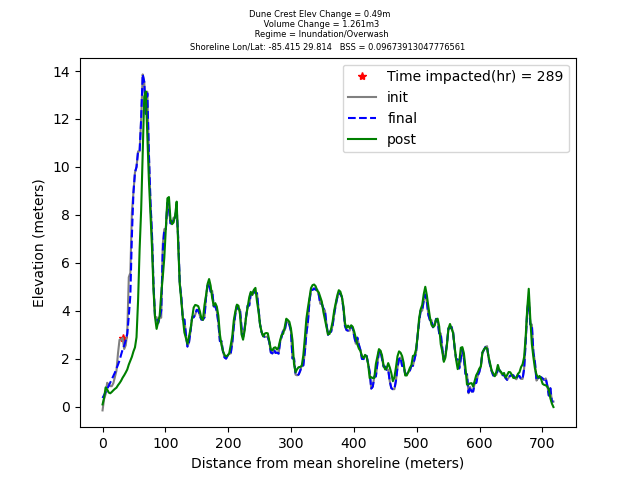 Dune Crest Elev Change = 0.49m
Volume Change = 1.261m3
Regime = Inundation/Overwash
Shoreline Lon/Lat: -85.415 29.814 BSS = 0.09673913047776561
Time impacted(hr) = 289
init
final
post
14
12
10
8
6
4
2
0
Elevation (meters)
0 100 200 300 400 500 600 700
Distance from mean shoreline (meters)